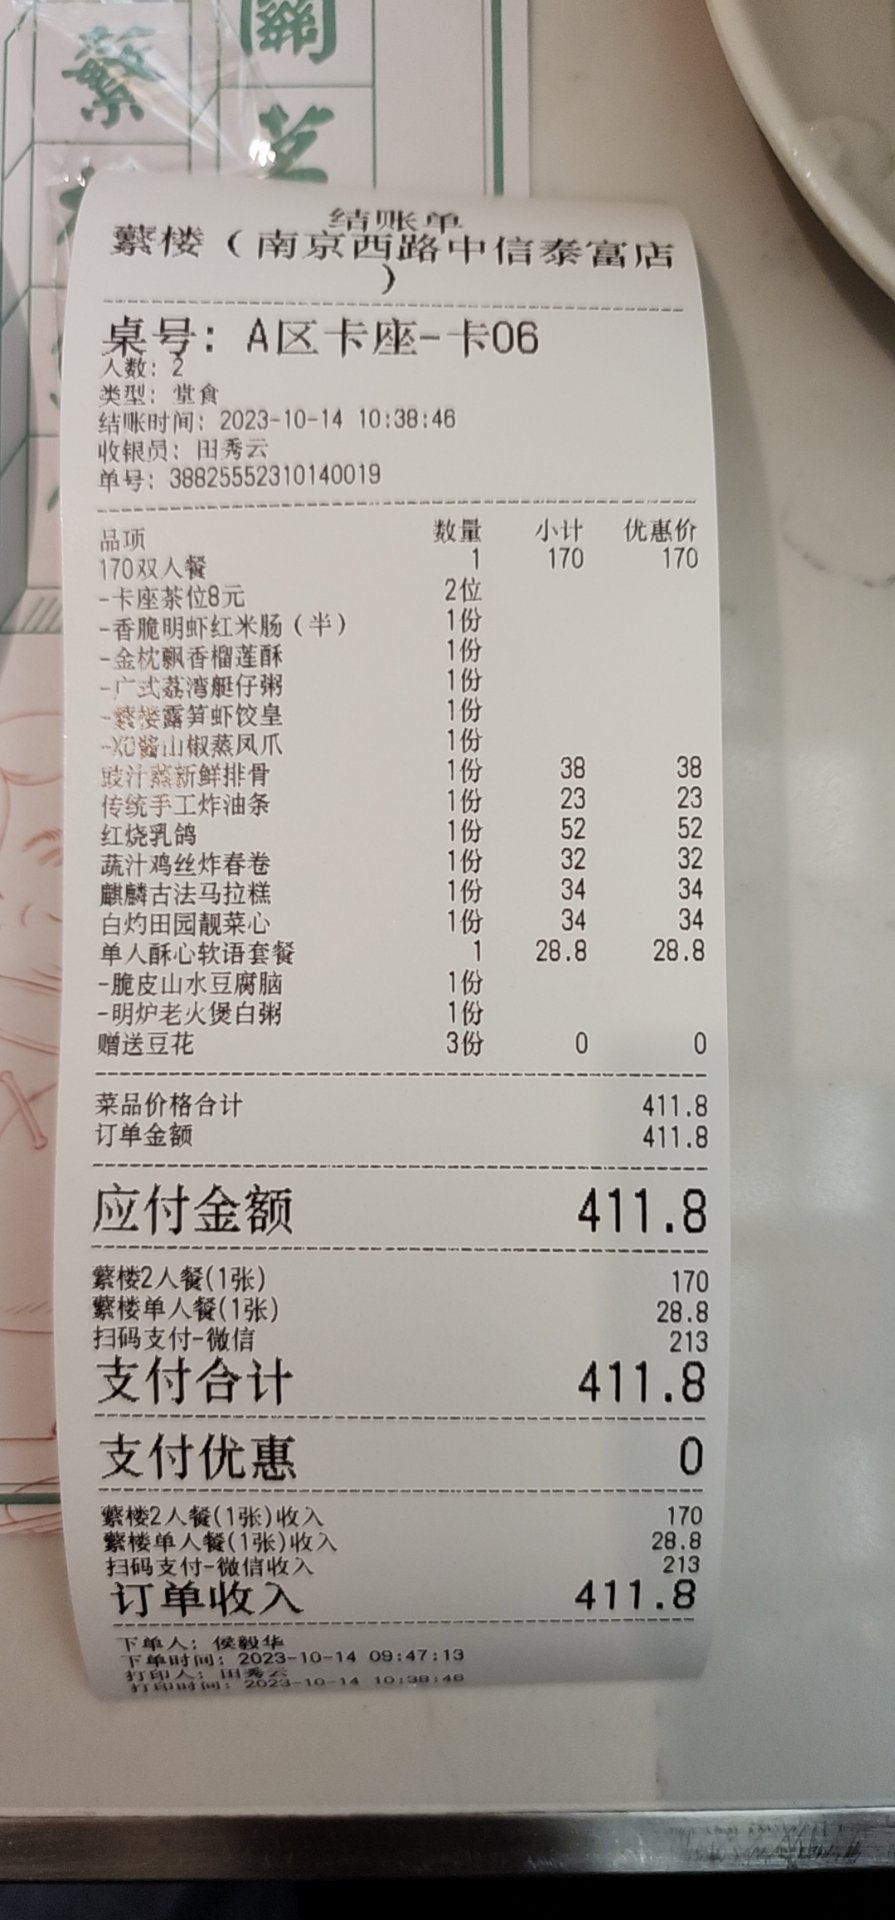 關
蘩
芝
结账单
蘩楼（南京西路中信泰富店
）
桌号：A区卡座-卡06
人数：2
类型：堂食
结账时间：2023-10-14 10:38:46
收银员：田秀云
单号：38825552310140019
品项 数量 小计 优惠价
170双人餐 1 170 170
-卡座茶位8元 2位
-香脆明虾红米肠（半） 1份
-金枕飘香榴莲酥 1份
-广式荔湾艇仔粥 1份
-蘩楼露笋虾饺皇 1份
-XO酱山椒蒸凤爪 1份
豉汁蒸新鲜排骨 1份 38 38
传统手工炸油条 1份 23 23
红烧乳鸽 1份 52 52
蔬汁鸡丝炸春卷 1份 32 32
麒麟古法马拉糕 1份 34 34
白灼田园靓菜心 1份 34 34
单人酥心软语套餐 1 28.8 28.8
-脆皮山水豆腐脑 1份
-明炉老火煲白粥 1份
赠送豆花 3份 0 0
菜品价格合计 411.8
订单金额 411.8
应付金额 411.8
蘩楼2人餐(1张) 170
蘩楼单人餐(1张) 28.8
扫码支付-微信 213
支付合计 411.8
支付优惠 0
蘩楼2人餐(1张)收入 170
蘩楼单人餐(1张)收入 28.8
扫码支付-微信收入 213
订单收入 411.8
下单人：侯毅华
下单时间：2023-10-14 09:47:13
打印人：田秀云
打印时间：2023-10-14 10:38:46